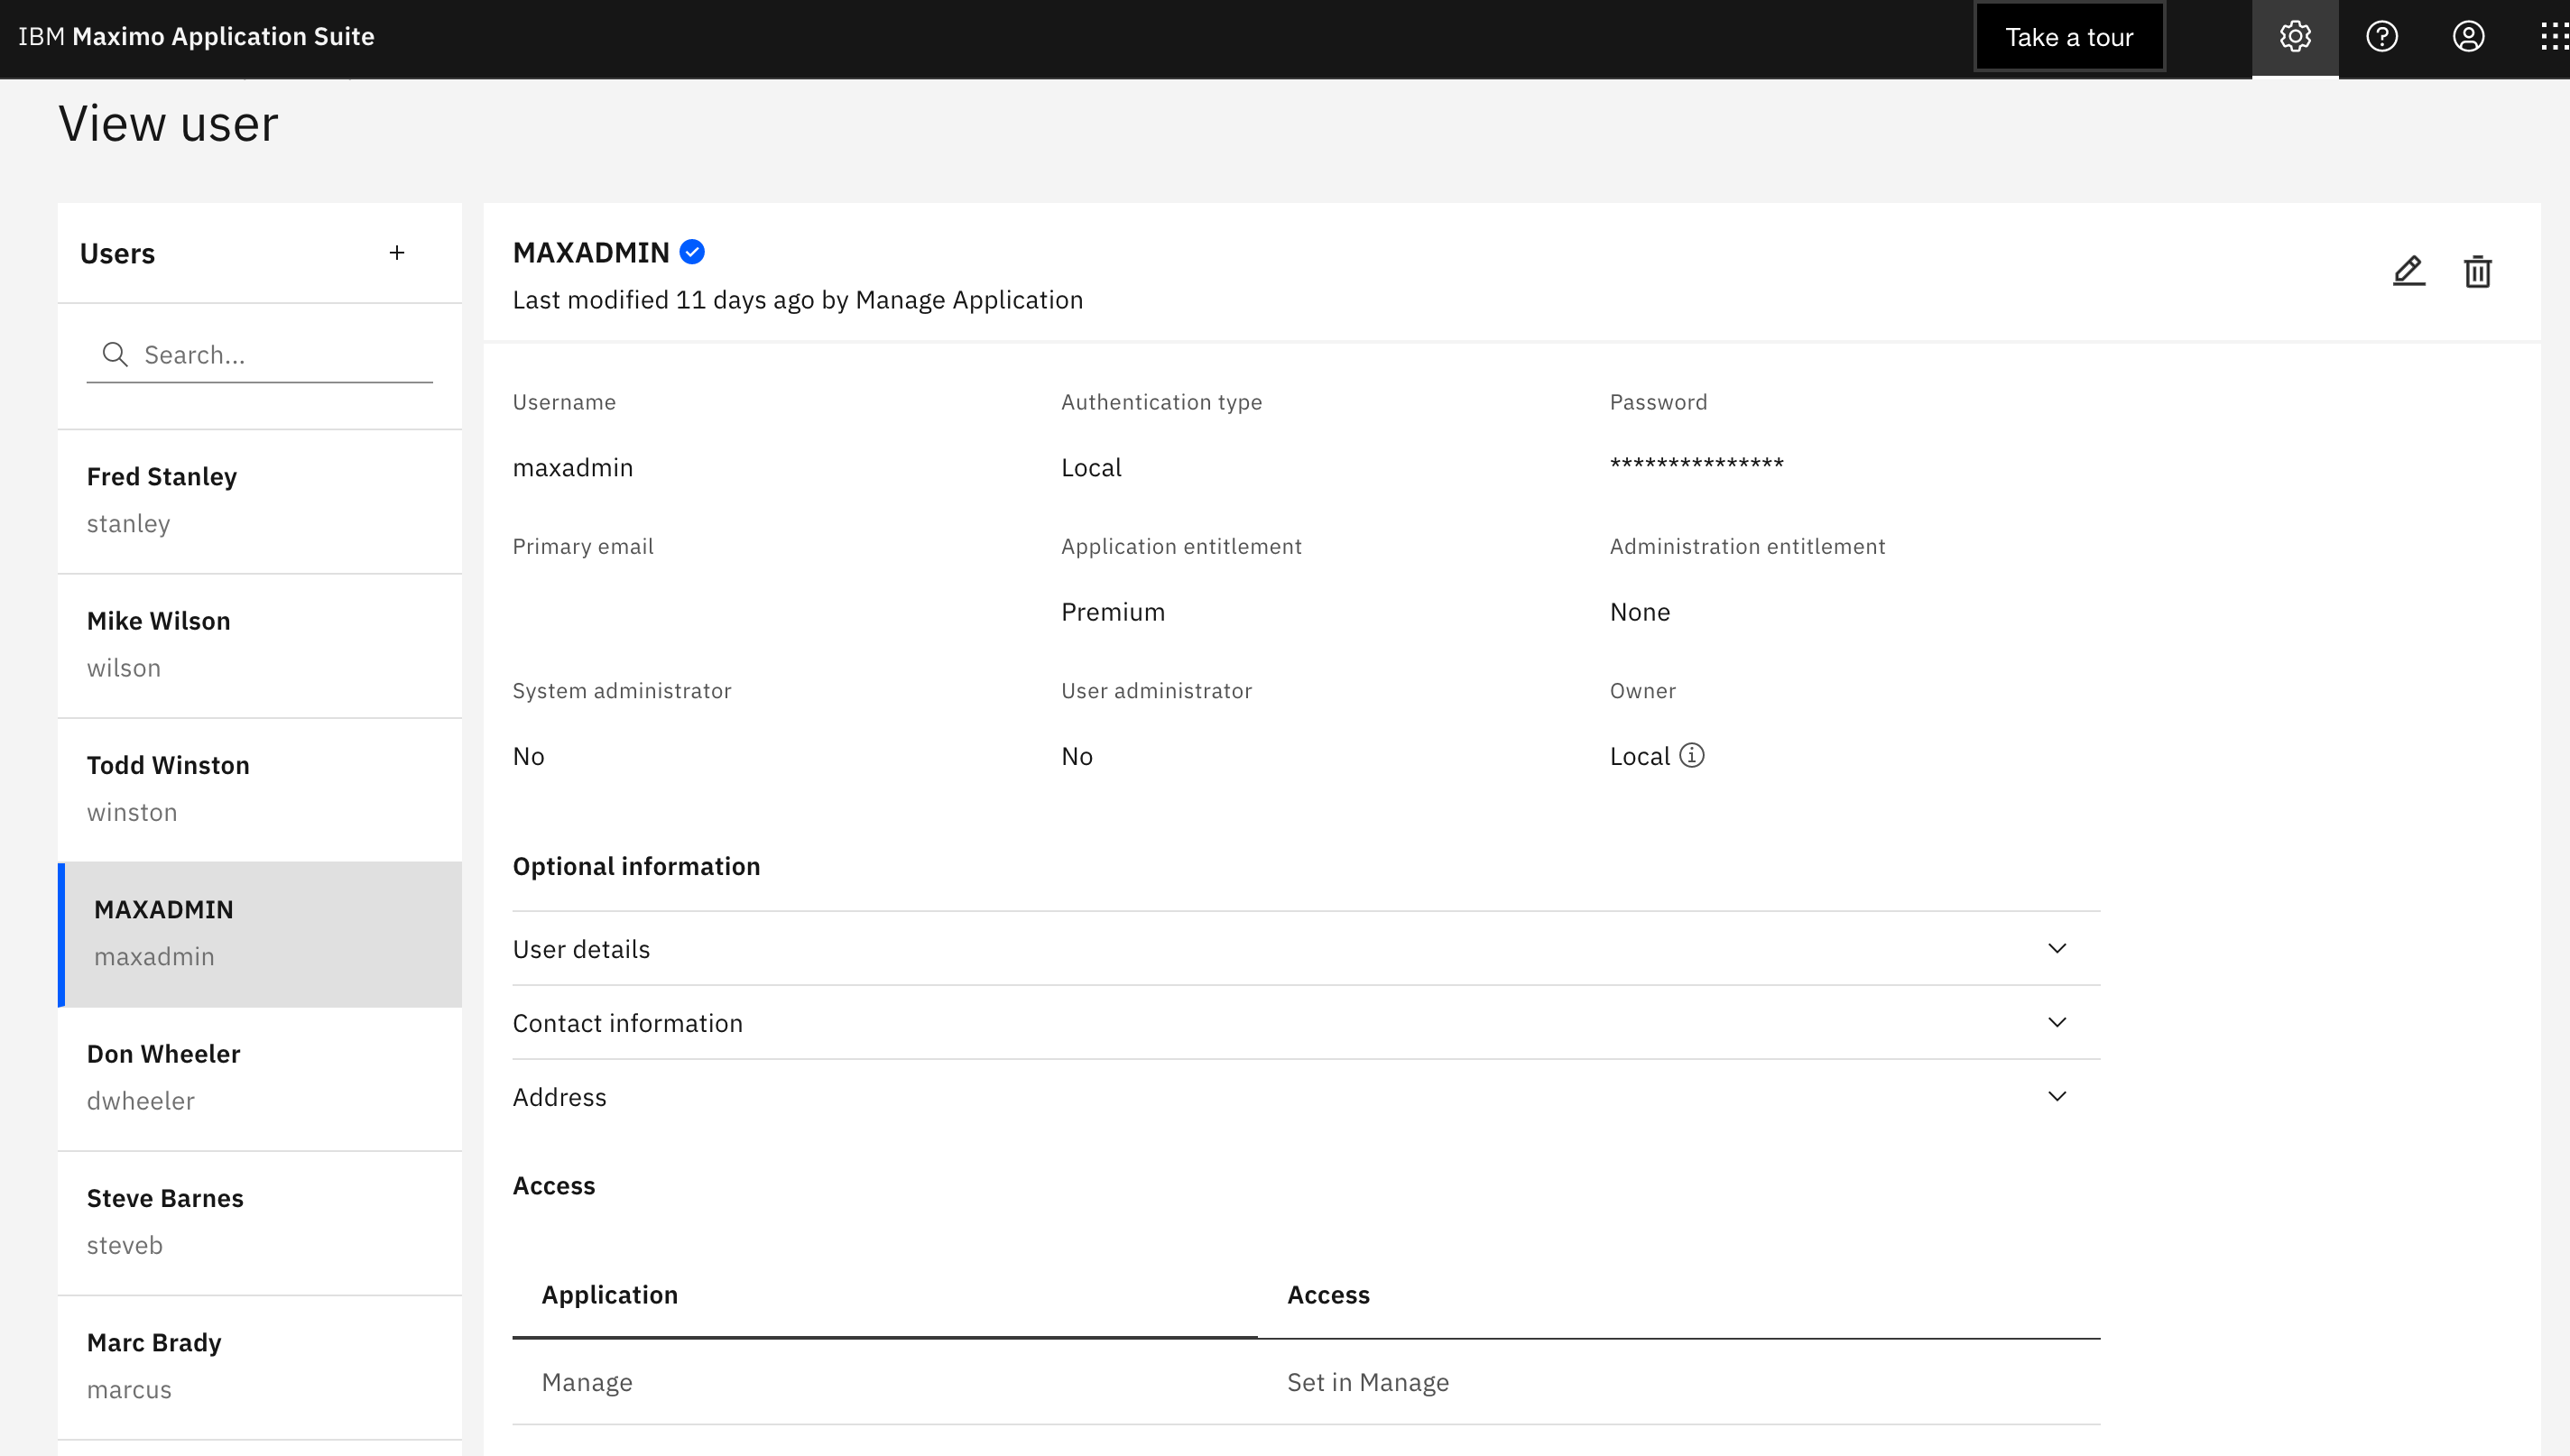 IBM Maximo Application Suite
Take a tour
View user
Users
Search...
Fred Stanley
stanley
Mike Wilson
wilson
Todd Winston
winston
MAXADMIN
maxadmin
Don Wheeler
dwheeler
Steve Barnes
steveb
Marc Brady
marcus
MAXADMIN
Last modified 11 days ago by Manage Application
Username Authentication type Password
maxadmin Local ***************
Primary email Application entitlement Administration entitlement
Premium None
System administrator User administrator Owner
No No Local
Optional information
User details
Contact information
Address
Access
Application Access
Manage Set in Manage